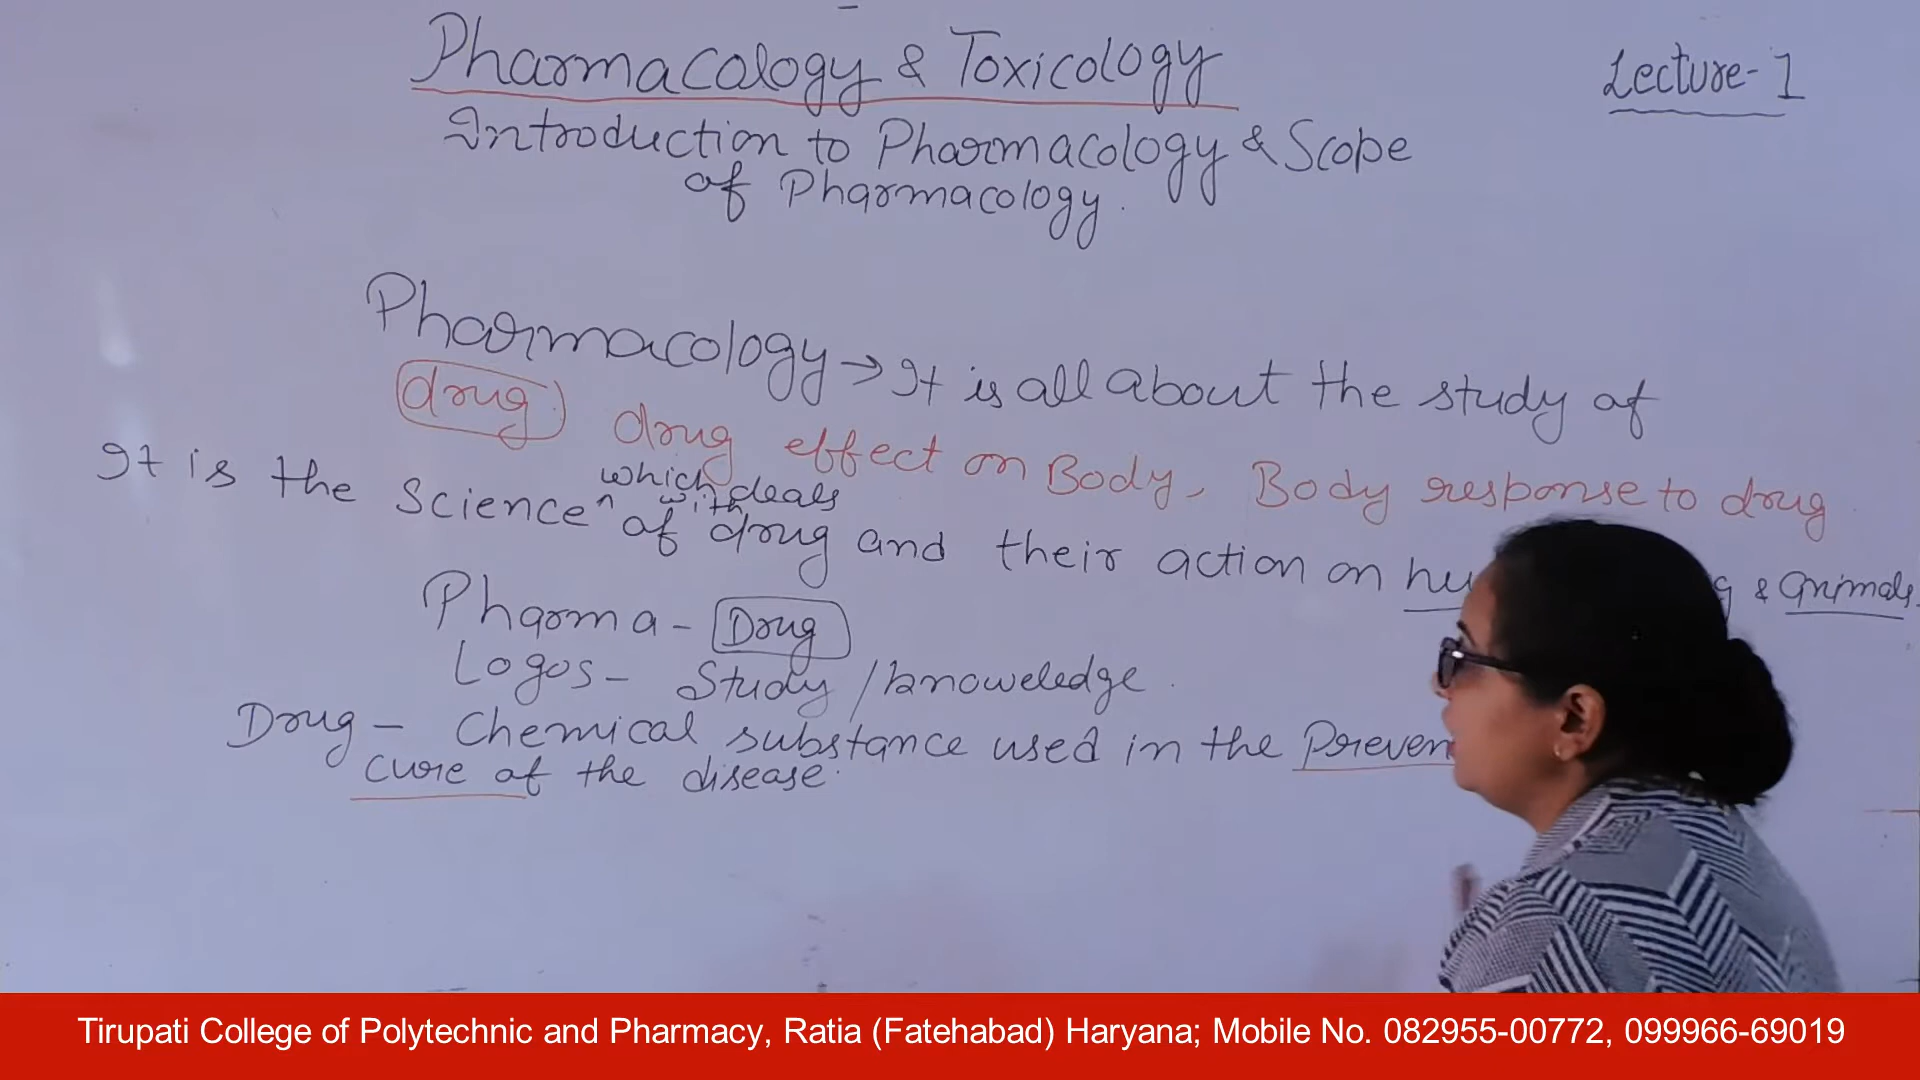 Pharmacology & Toxicology
Lecture-1
Introduction to Pharmacology & Scope
of Pharmacology.
Pharmacology → It is all about the study of
drug drug effect on Body, Body response to drug
which deals
with
It is the Science ^ of drug and their action on & animals.
Pharma - Drug
Logos - Study / knoweledge.
Drug - Chemical substance used in the
cure of the disease.
Tirupati College of Polytechnic and Pharmacy, Ratia (Fatehabad) Haryana; Mobile No. 082955-00772, 099966-69019